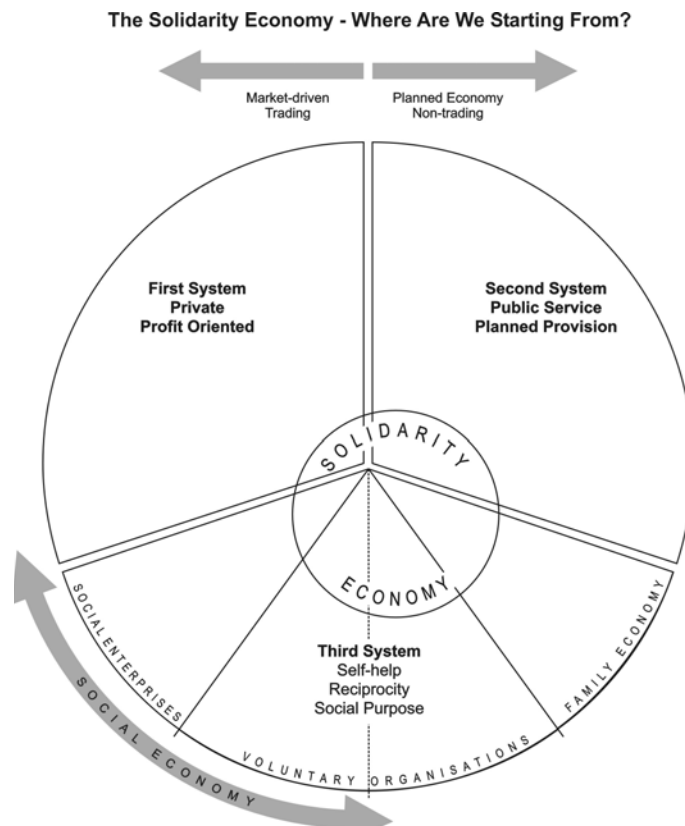 The Solidarity Economy - Where Are We Starting From?
Market-driven
Trading
Planned Economy
Non-trading
First System
Private
Profit Oriented
Second System
Public Service
Planned Provision
SOLIDARITY
ECONOMY
Third System
Self-help
Reciprocity
Social Purpose
SOCIAL ENTERPRISES
VOLUNTARY ORGANISATIONS
FAMILY ECONOMY
SOCIAL ECONOMY